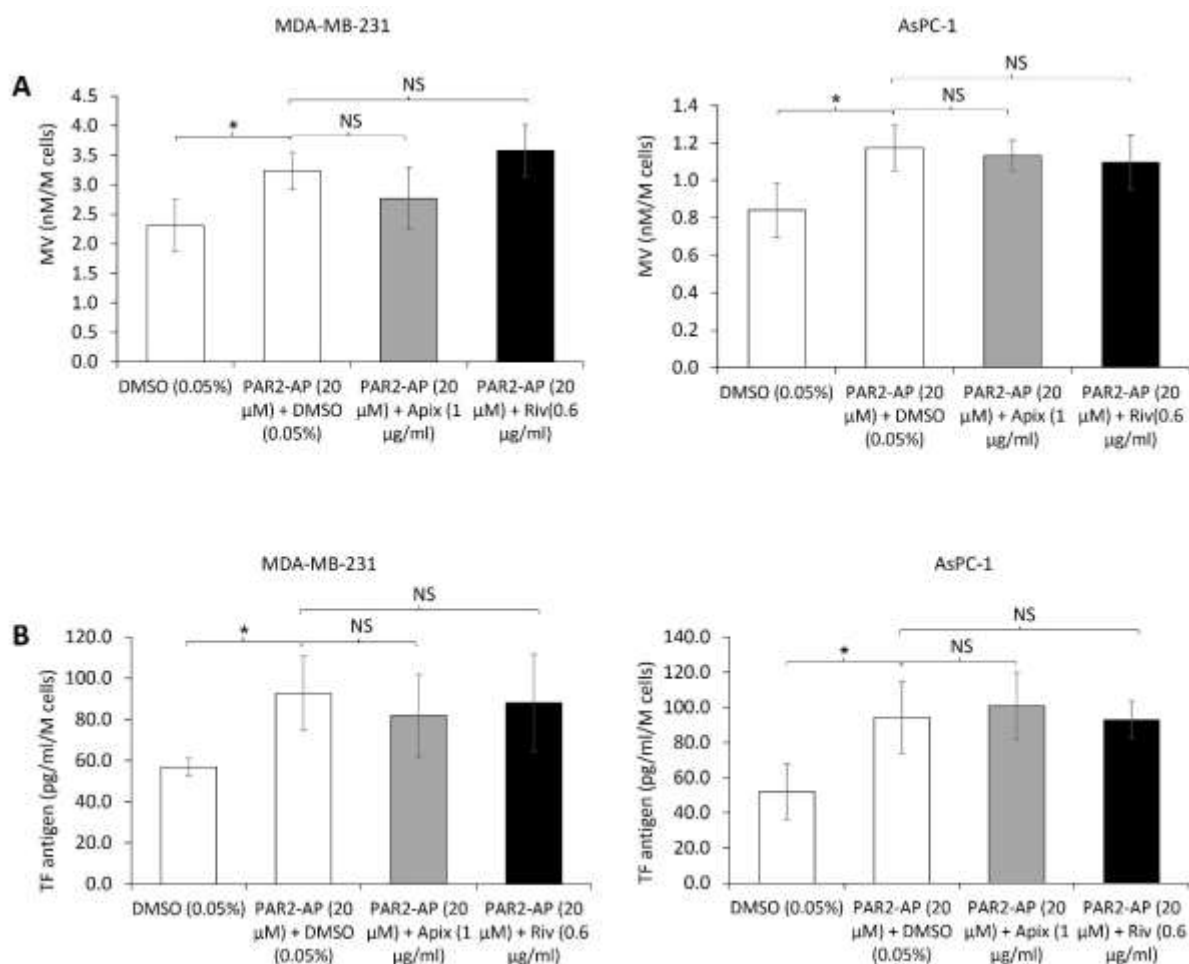 MDA-MB-231
AsPC-1
A
NS
*
NS
4.5
4.0
3.5
3.0
2.5
2.0
1.5
1.0
0.5
0.0
MV (nM/M cells)
DMSO (0.05%)
PAR2-AP (20
µM) + DMSO
(0.05%)
PAR2-AP (20
µM) + Apix (1
µg/ml)
PAR2-AP (20
µM) + Riv(0.6
µg/ml)
NS
*
NS
1.4
1.2
1.0
0.8
0.6
0.4
0.2
0.0
MV (nM/M cells)
DMSO (0.05%)
PAR2-AP (20
µM) + DMSO
(0.05%)
PAR2-AP (20
µM) + Apix (1
µg/ml)
PAR2-AP (20
µM) + Riv(0.6
µg/ml)
MDA-MB-231
AsPC-1
B
NS
*
NS
120.0
100.0
80.0
60.0
40.0
20.0
0.0
TF antigen (pg/ml/M cells)
DMSO (0.05%)
PAR2-AP (20
µM) + DMSO
(0.05%)
PAR2-AP (20
µM) + Apix (1
µg/ml)
PAR2-AP (20
µM) + Riv (0.6
µg/ml)
NS
*
NS
140.0
120.0
100.0
80.0
60.0
40.0
20.0
0.0
TF antigen (pg/ml/M cells)
DMSO (0.05%)
PAR2-AP (20
µM) + DMSO
(0.05%)
PAR2-AP (20
µM) + Apix (1
µg/ml)
PAR2-AP (20
µM) + Riv (0.6
µg/ml)